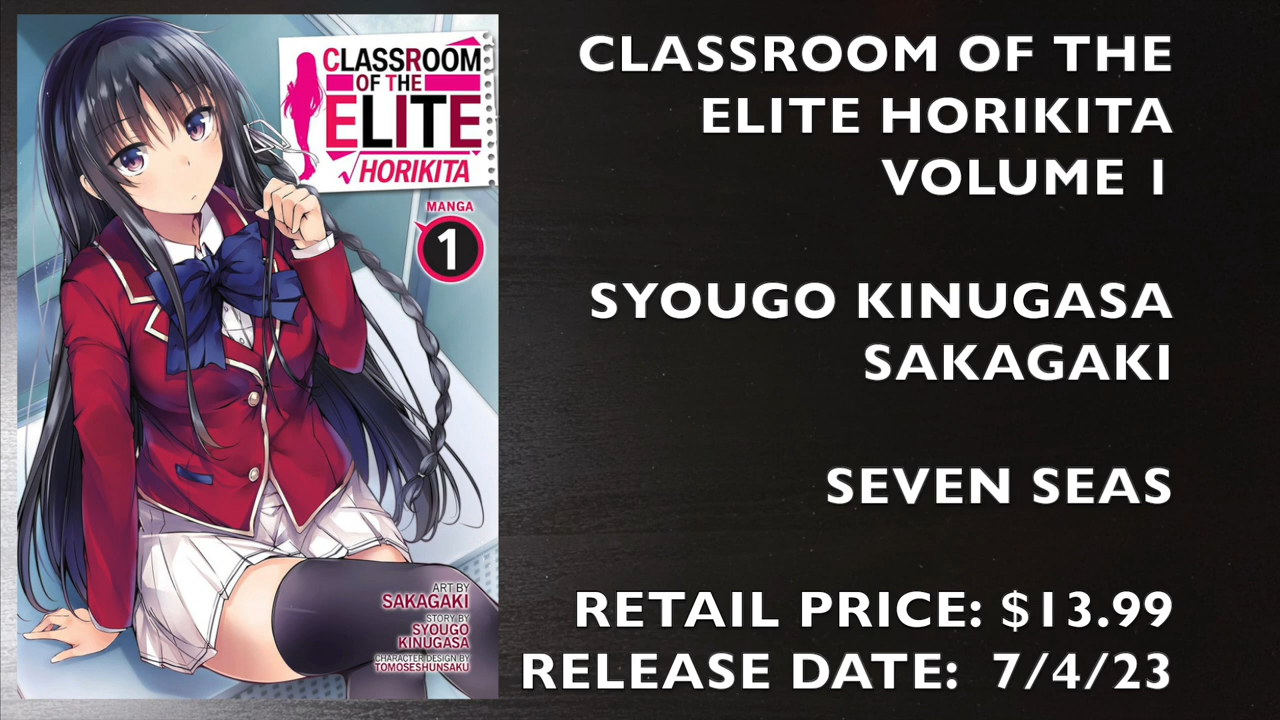 CLASSROOM
OF THE
ELITE
√HORIKITA
MANGA
1
ART BY
SAKAGAKI
STORY BY
SYOUGO
KINUGASA
CHARACTER DESIGN BY
TOMOSESHUNSAKU
CLASSROOM OF THE
ELITE HORIKITA
VOLUME 1
SYOUGO KINUGASA
SAKAGAKI
SEVEN SEAS
RETAIL PRICE: $13.99
RELEASE DATE: 7/4/23